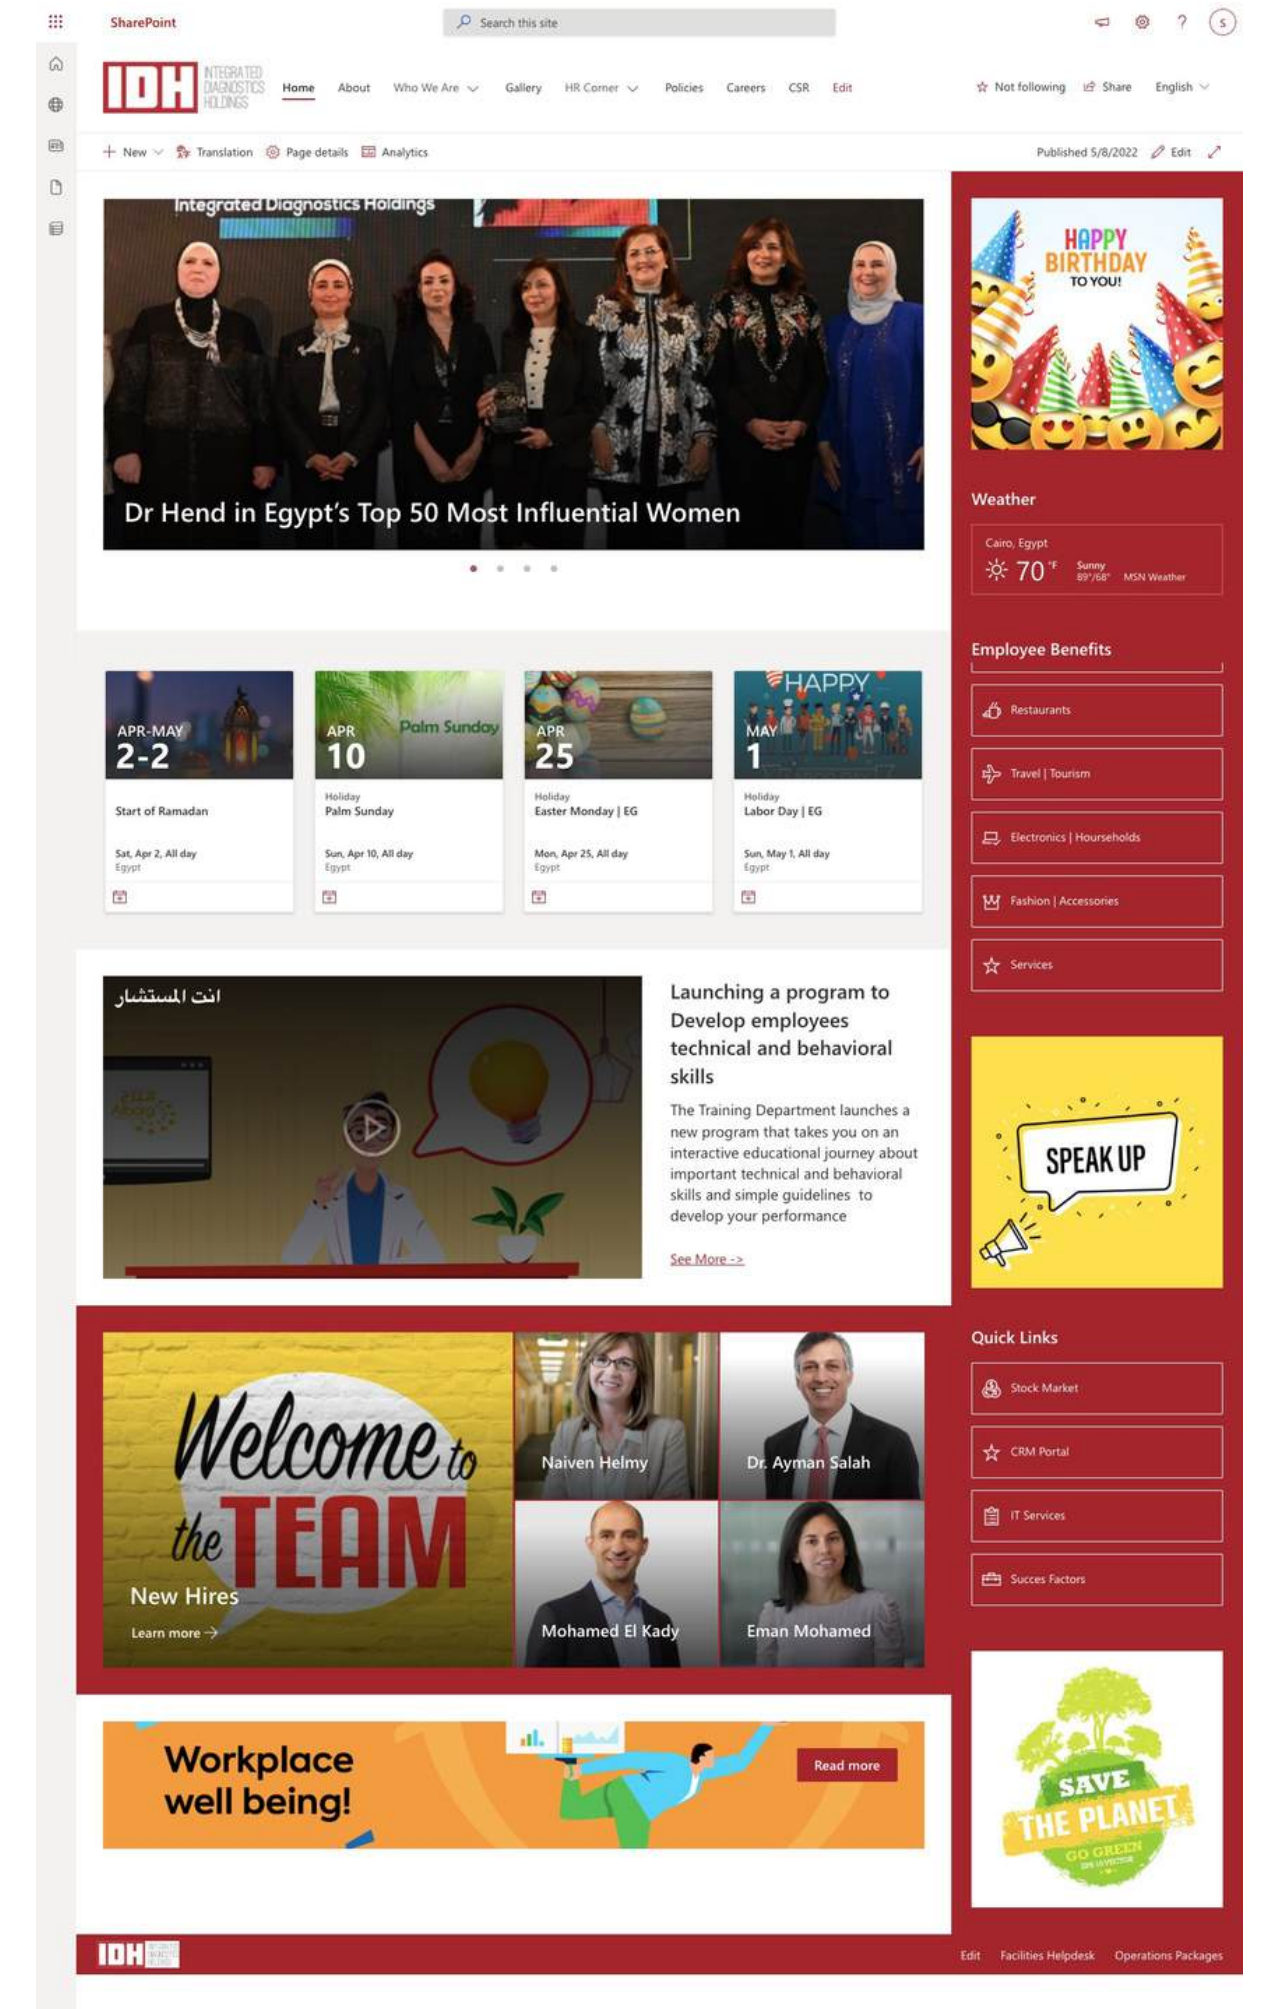 SharePoint
Search this site
?
S
IDH
INTEGRATED
DIAGNOSTICS
HOLDINGS
Home About Who We Are Gallery HR Corner Policies Careers CSR Edit
Not following Share English
+ New Translation Page details Analytics
Published 5/8/2022 Edit
Integrated Diagnostics Holdings
Dr Hend in Egypt's Top 50 Most Influential Women
APR-MAY
2-2
Start of Ramadan
Sat, Apr 2, All day
Egypt
Palm Sunday
APR
10
Holiday
Palm Sunday
Sun, Apr 10, All day
Egypt
APR
25
Holiday
Easter Monday | EG
Mon, Apr 25, All day
Egypt
HAPPY
MAY
1
Holiday
Labor Day | EG
Sun, May 1, All day
Egypt
انت المستشار
Launching a program to
Develop employees
technical and behavioral
skills
The Training Department launches a
new program that takes you on an
interactive educational journey about
important technical and behavioral
skills and simple guidelines to
develop your performance
See More ->
Welcome to
the TEAM
New Hires
Learn more →
Naiven Helmy
Dr. Ayman Salah
Mohamed El Kady
Eman Mohamed
Workplace
well being!
Read more
HAPPY
BIRTHDAY
TO YOU!
Weather
Cairo, Egypt
70 °F
Sunny
89°/68° MSN Weather
Employee Benefits
Restaurants
Travel | Tourism
Electronics | Hourseholds
Fashion | Accessories
Services
SPEAK UP
Quick Links
Stock Market
CRM Portal
IT Services
Succes Factors
SAVE
THE PLANET
GO GREEN
IDH
Edit Facilities Helpdesk Operations Packages